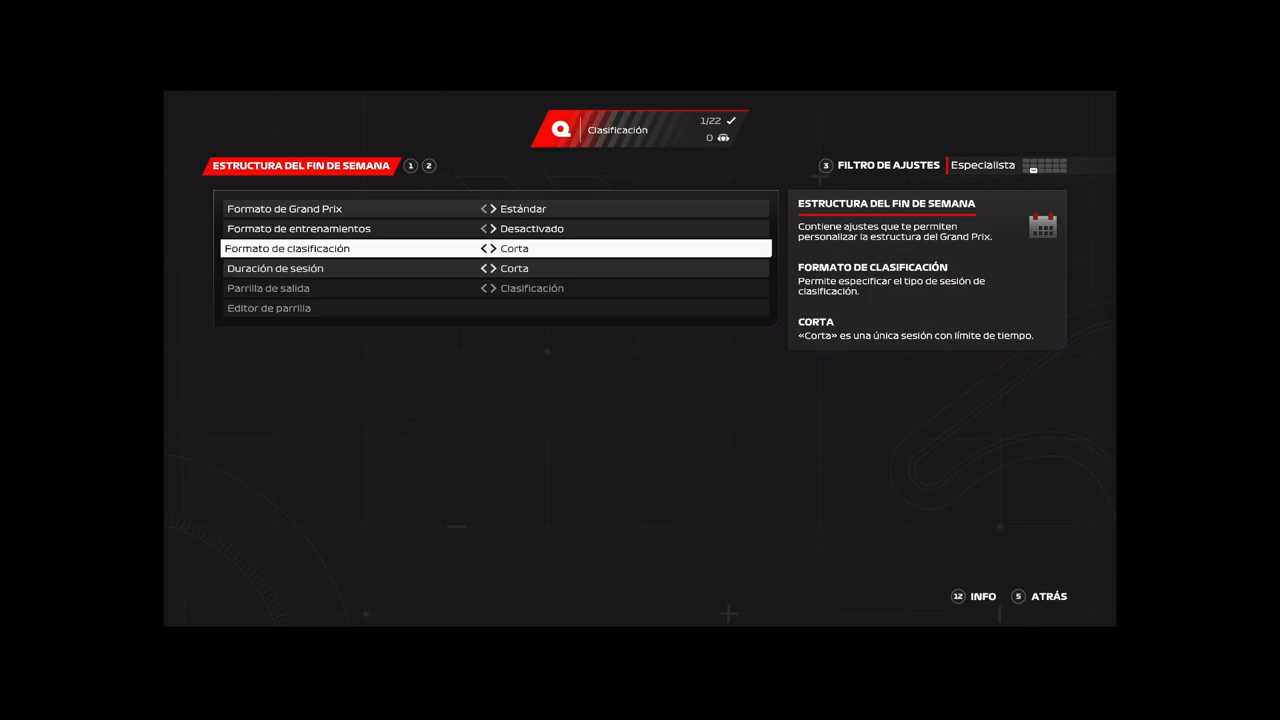 Q Clasificación 1/22
0
ESTRUCTURA DEL FIN DE SEMANA 1 2
3 FILTRO DE AJUSTES Especialista
Formato de Grand Prix Estándar
Formato de entrenamientos Desactivado
Formato de clasificación Corta
Duración de sesión Corta
Parrilla de salida Clasificación
Editor de parrilla
ESTRUCTURA DEL FIN DE SEMANA
Contiene ajustes que te permiten
personalizar la estructura del Grand Prix.
FORMATO DE CLASIFICACIÓN
Permite especificar el tipo de sesión de
clasificación.
CORTA
«Corta» es una única sesión con límite de tiempo.
12 INFO 5 ATRÁS